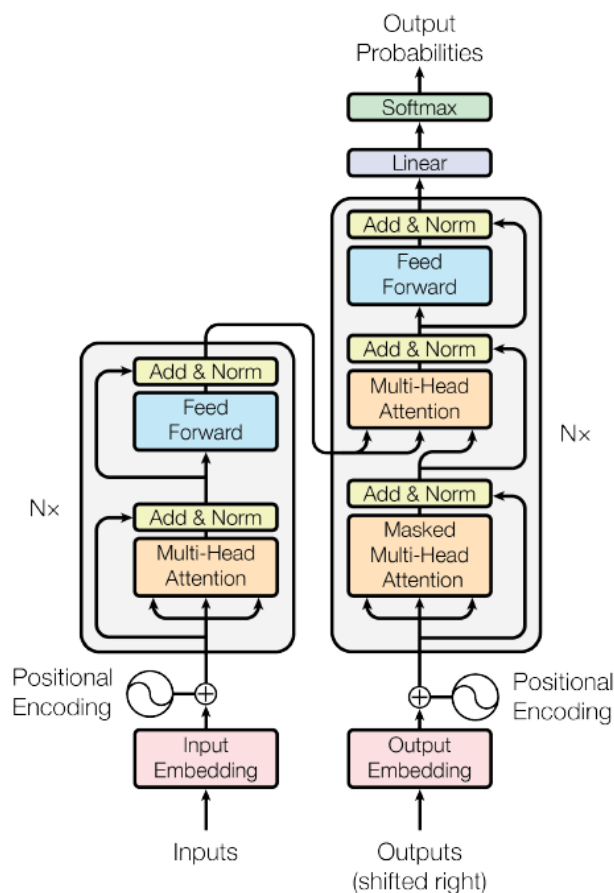 Output
Probabilities
Softmax
Linear
Add & Norm
Feed
Forward
Add & Norm
Multi-Head
Attention
Add & Norm
Masked
Multi-Head
Attention
N×
Positional
Encoding
Output
Embedding
Outputs
(shifted right)
Add & Norm
Feed
Forward
Add & Norm
Multi-Head
Attention
N×
Positional
Encoding
Input
Embedding
Inputs